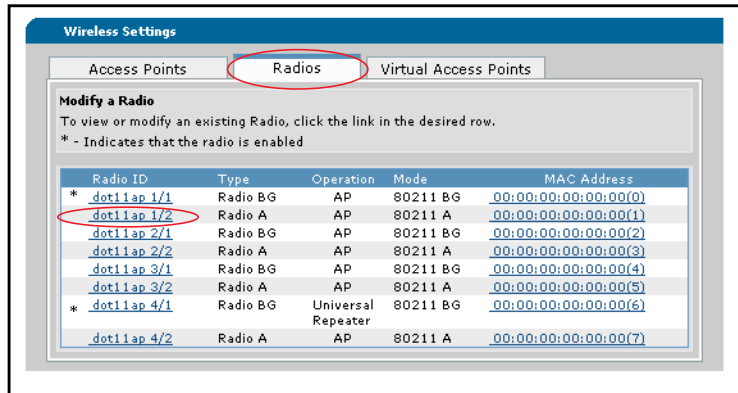 Wireless Settings
Access Points Radios Virtual Access Points
Modify a Radio
To view or modify an existing Radio, click the link in the desired row.
* - Indicates that the radio is enabled
Radio ID Type Operation Mode MAC Address
* dot11ap 1/1 Radio BG AP 80211 BG 00:00:00:00:00:00(0)
dot11ap 1/2 Radio A AP 80211 A 00:00:00:00:00:00(1)
dot11ap 2/1 Radio BG AP 80211 BG 00:00:00:00:00:00(2)
dot11ap 2/2 Radio A AP 80211 A 00:00:00:00:00:00(3)
dot11ap 3/1 Radio BG AP 80211 BG 00:00:00:00:00:00(4)
dot11ap 3/2 Radio A AP 80211 A 00:00:00:00:00:00(5)
* dot11ap 4/1 Radio BG Universal 80211 BG 00:00:00:00:00:00(6)
Repeater
dot11ap 4/2 Radio A AP 80211 A 00:00:00:00:00:00(7)